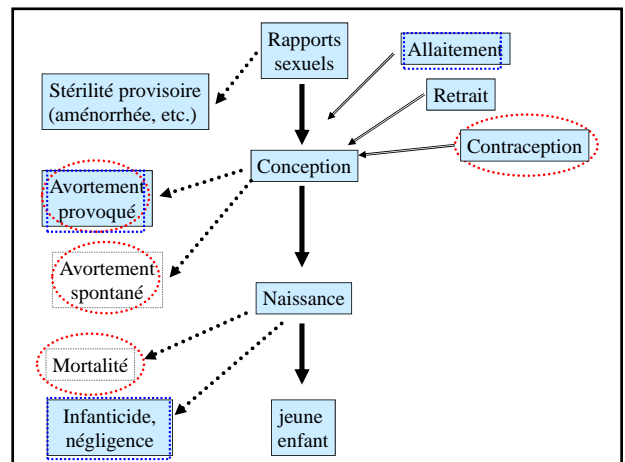 Rapports
sexuels
Allaitement
Stérilité provisoire
(aménorrhée, etc.)
Retrait
Contraception
Conception
Avortement
provoqué
Avortement
spontané
Naissance
Mortalité
Infanticide,
négligence
jeune
enfant